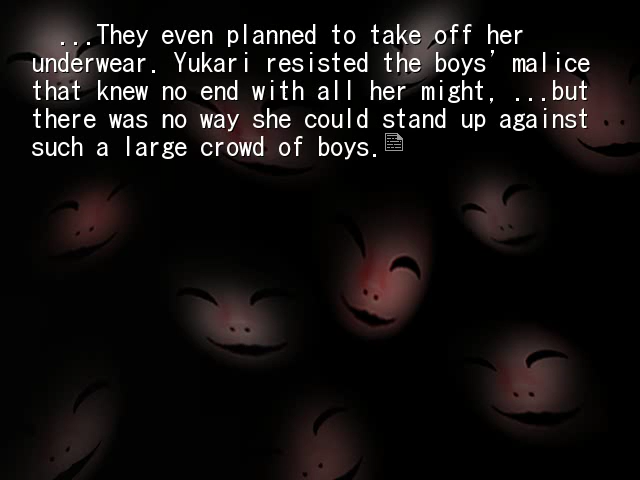 ...They even planned to take off her
underwear. Yukari resisted the boys' malice
that knew no end with all her might, ...but
there was no way she could stand up against
such a large crowd of boys.